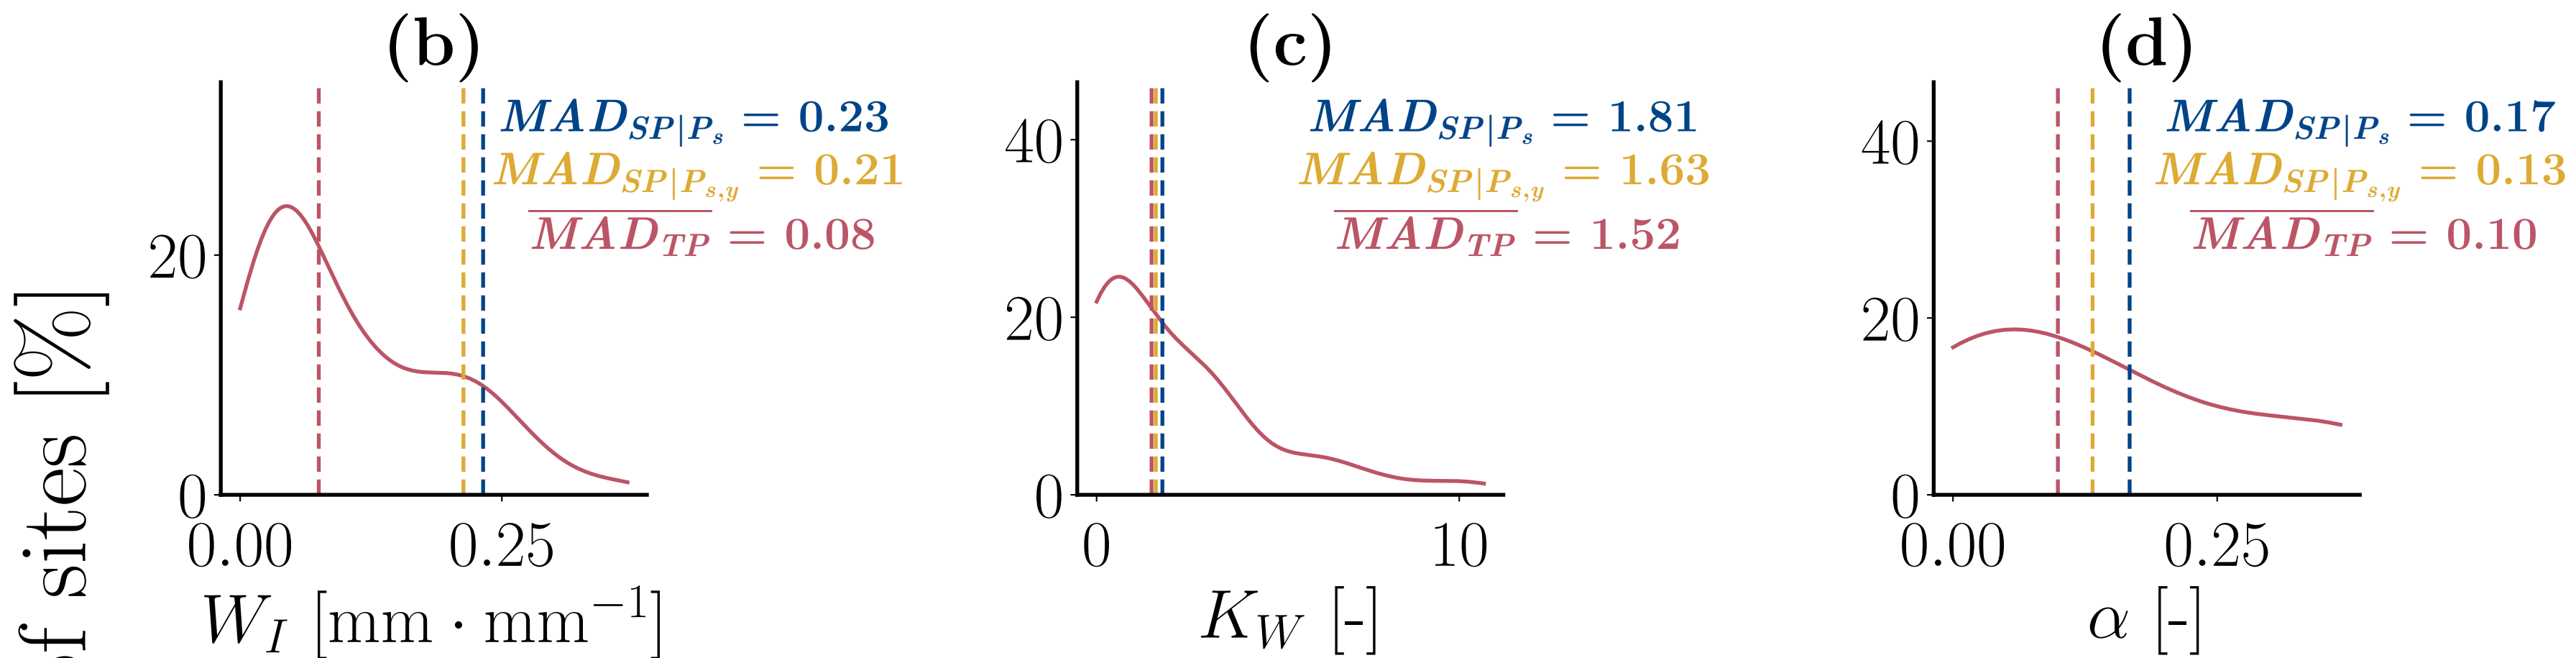 (b)
MAD_{SP|P_s} = 0.23
MAD_{SP|P_{s,y}} = 0.21
\overline{MAD_{TP}} = 0.08
20
0
0.00 0.25
W_I [mm · mm^{−1}]
(c)
MAD_{SP|P_s} = 1.81
MAD_{SP|P_{s,y}} = 1.63
\overline{MAD_{TP}} = 1.52
40
20
0
0 10
K_W [-]
(d)
MAD_{SP|P_s} = 0.17
MAD_{SP|P_{s,y}} = 0.13
\overline{MAD_{TP}} = 0.10
40
20
0
0.00 0.25
α [-]
of sites [%]